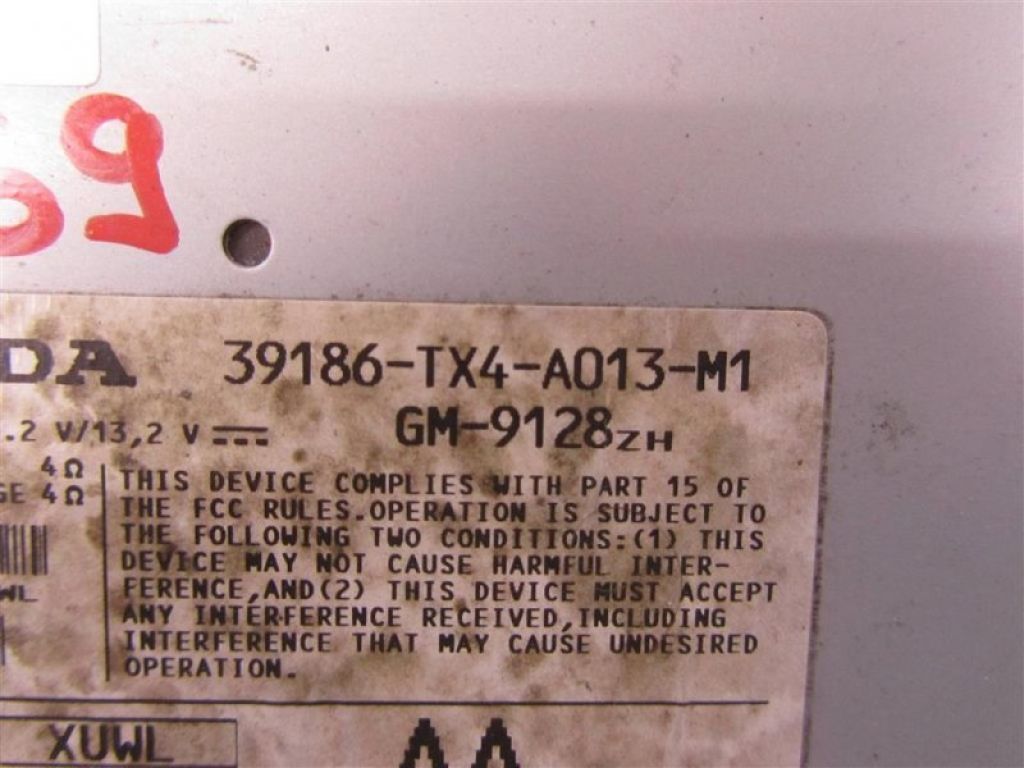 69
DA 39186-TX4-A013-M1
.2 V/13,2 V GM-9128ZH
4Ω
GE 4Ω
THIS DEVICE COMPLIES WITH PART 15 OF
THE FCC RULES.OPERATION IS SUBJECT TO
THE FOLLOWING TWO CONDITIONS:(1) THIS
DEVICE MAY NOT CAUSE HARMFUL INTER-
FERENCE,AND(2) THIS DEVICE MUST ACCEPT
ANY INTERFERENCE RECEIVED,INCLUDING
INTERFERENCE THAT MAY CAUSE UNDESIRED
OPERATION.
WL
XUWL
AA